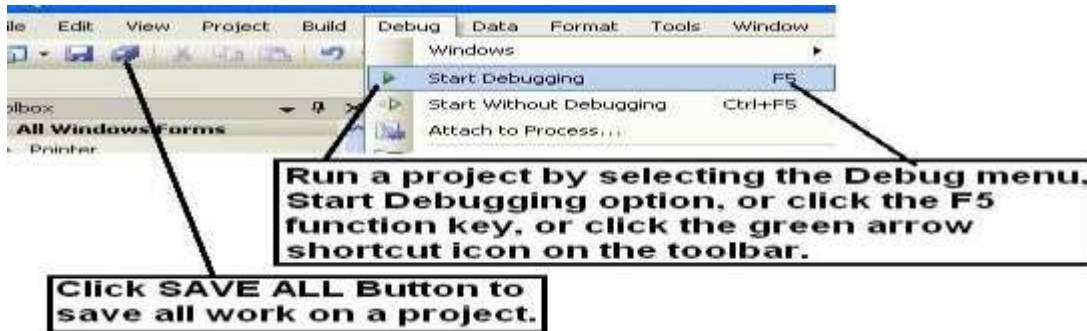 Edit View Project Build Debug Data Format Tools Window
Windows
Start Debugging F5
Start Without Debugging Ctrl+F5
Attach to Process...
All Windows Forms
Pointer
Run a project by selecting the Debug menu.
Start Debugging option, or click the F5
function key, or click the green arrow
shortcut icon on the toolbar.
Click SAVE ALL Button to
save all work on a project.